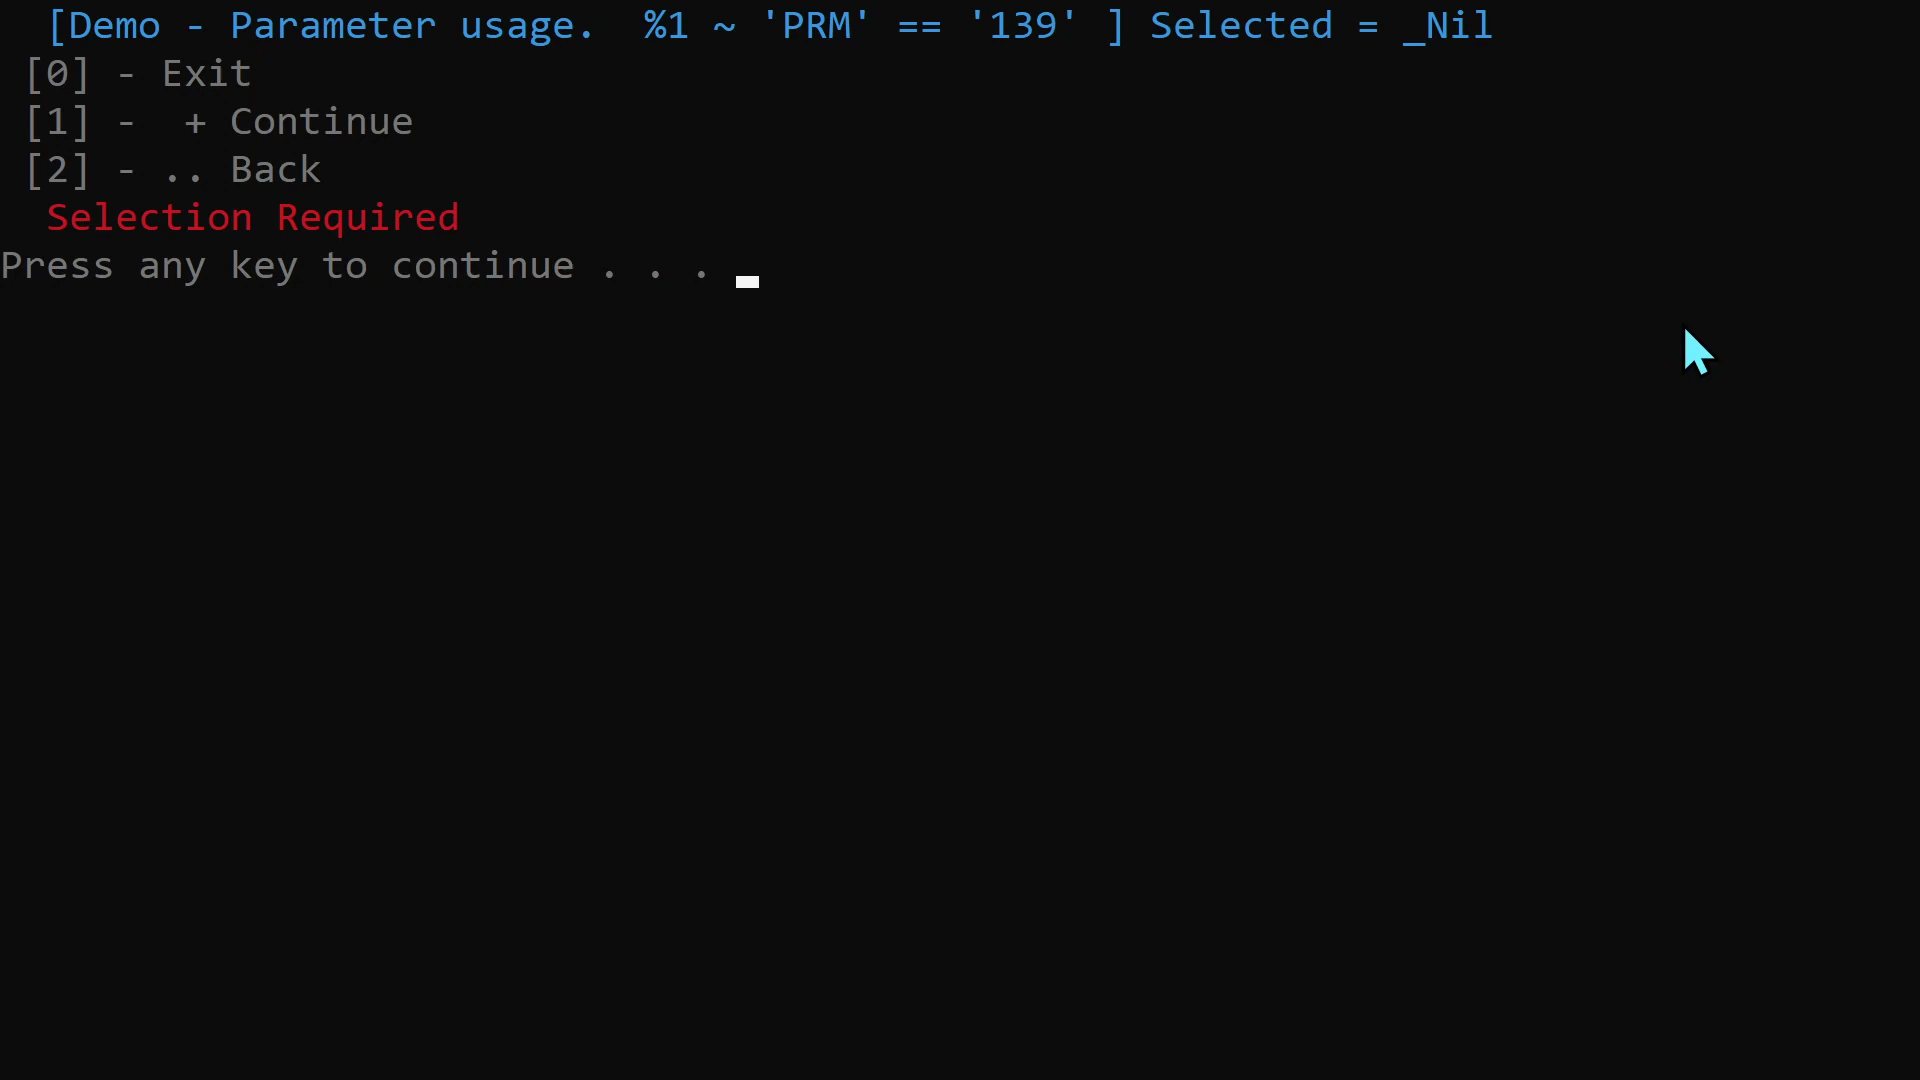 [Demo - Parameter usage.  %1 ~ 'PRM' == '139' ] Selected = _Nil
[0] - Exit
[1] -  + Continue
[2] - .. Back
Selection Required
Press any key to continue . . .